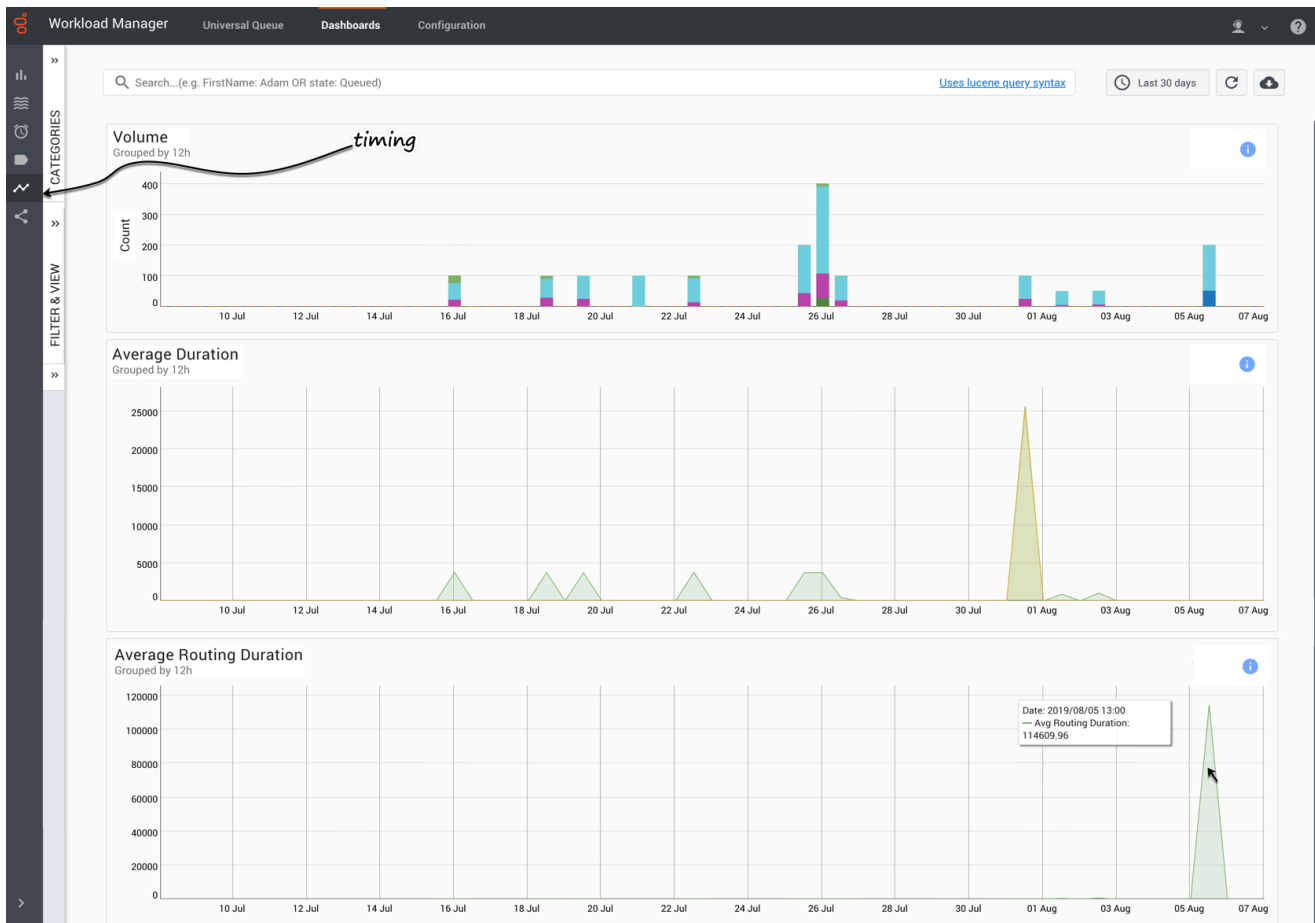 Workload Manager
Universal Queue
Dashboards
Configuration
»
CATEGORIES
»
FILTER & VIEW
»
Search...(e.g. FirstName: Adam OR state: Queued)
Uses lucene query syntax
Last 30 days
timing
Volume
Grouped by 12h
Count
400
300
200
100
0
10 Jul 12 Jul 14 Jul 16 Jul 18 Jul 20 Jul 22 Jul 24 Jul 26 Jul 28 Jul 30 Jul 01 Aug 03 Aug 05 Aug 07 Aug
Average Duration
Grouped by 12h
25000
20000
15000
10000
5000
0
10 Jul 12 Jul 14 Jul 16 Jul 18 Jul 20 Jul 22 Jul 24 Jul 26 Jul 28 Jul 30 Jul 01 Aug 03 Aug 05 Aug 07 Aug
Average Routing Duration
Grouped by 12h
120000
100000
80000
60000
40000
20000
0
Date: 2019/08/05 13:00
— Avg Routing Duration:
114609.96
10 Jul 12 Jul 14 Jul 16 Jul 18 Jul 20 Jul 22 Jul 24 Jul 26 Jul 28 Jul 30 Jul 01 Aug 03 Aug 05 Aug 07 Aug